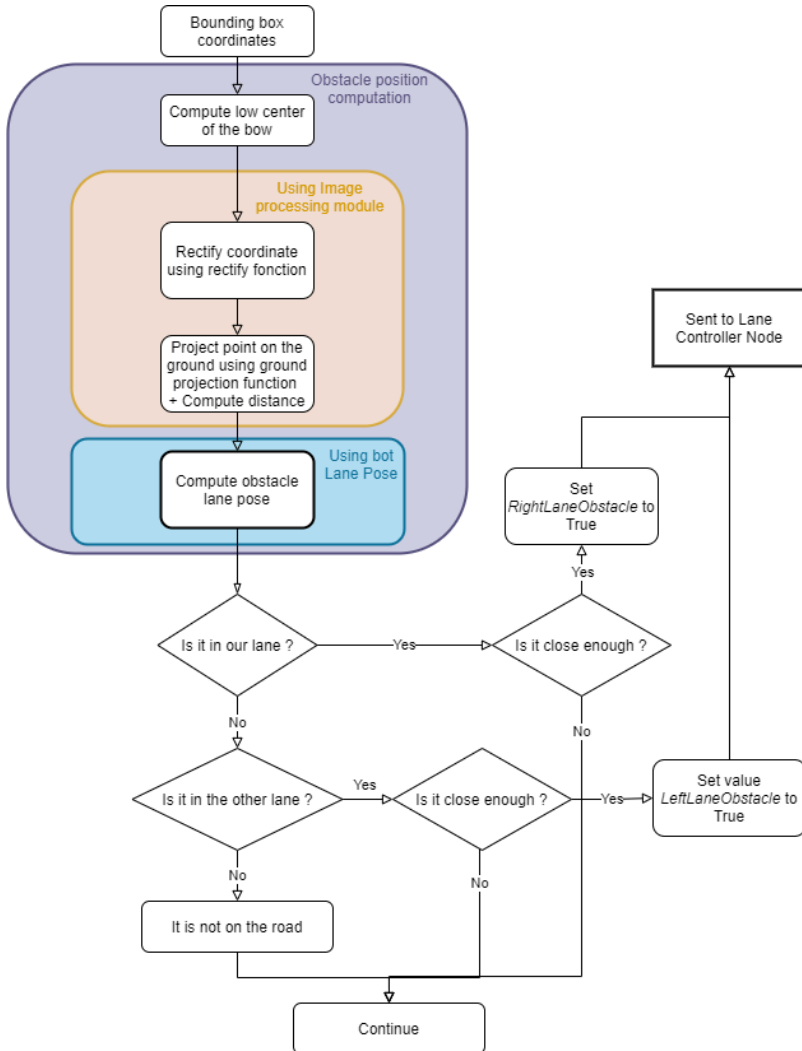 Bounding box
coordinates
Obstacle position
computation
Compute low center
of the bow
Using Image
processing module
Rectify coordinate
using rectify fonction
Project point on the
ground using ground
projection function
+ Compute distance
Using bot
Lane Pose
Compute obstacle
lane pose
Sent to Lane
Controller Node
Set
RightLaneObstacle to
True
Yes
Is it in our lane ?
Yes
Is it close enough ?
No
No
Is it in the other lane ?
Yes
Is it close enough ?
Yes
Set value
LeftLaneObstacle to
True
No
No
It is not on the road
Continue